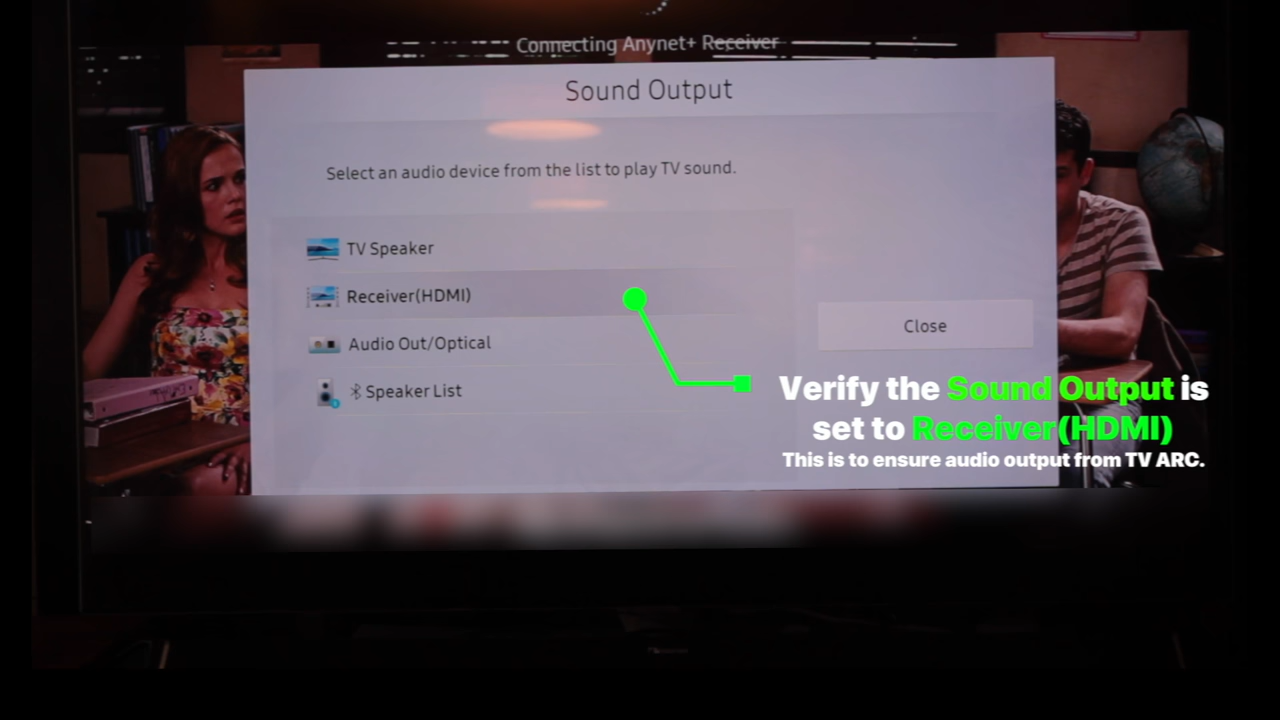 Connecting Anynet+ Receiver
Sound Output
Select an audio device from the list to play TV sound.
TV Speaker
Receiver(HDMI)
Audio Out/Optical
Speaker List
Close
Verify the Sound Output is
set to Receiver(HDMI)
This is to ensure audio output from TV ARC.